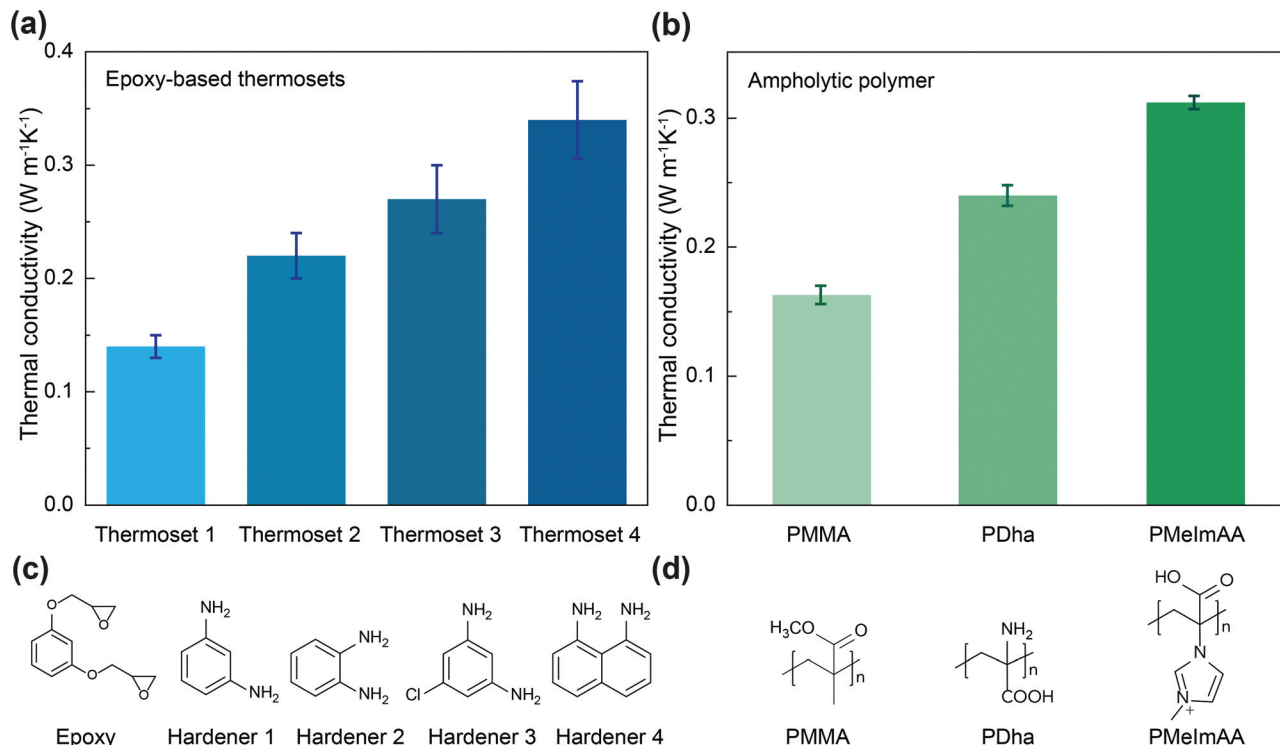 (a)
Epoxy-based thermosets
Thermal conductivity (W m⁻¹K⁻¹)
0.4
0.3
0.2
0.1
0.0
Thermoset 1 Thermoset 2 Thermoset 3 Thermoset 4
(b)
Ampholytic polymer
Thermal conductivity (W m⁻¹K⁻¹)
0.3
0.2
0.1
0.0
PMMA PDha PMeImAA
(c)
O
O
O
O
NH₂
NH₂
NH₂
NH₂
NH₂
Cl
NH₂
NH₂ NH₂
Epoxy Hardener 1 Hardener 2 Hardener 3 Hardener 4
(d)
H₃CO
O
n
NH₂
n
COOH
HO
O
n
N
N
+
PMMA PDha PMeImAA